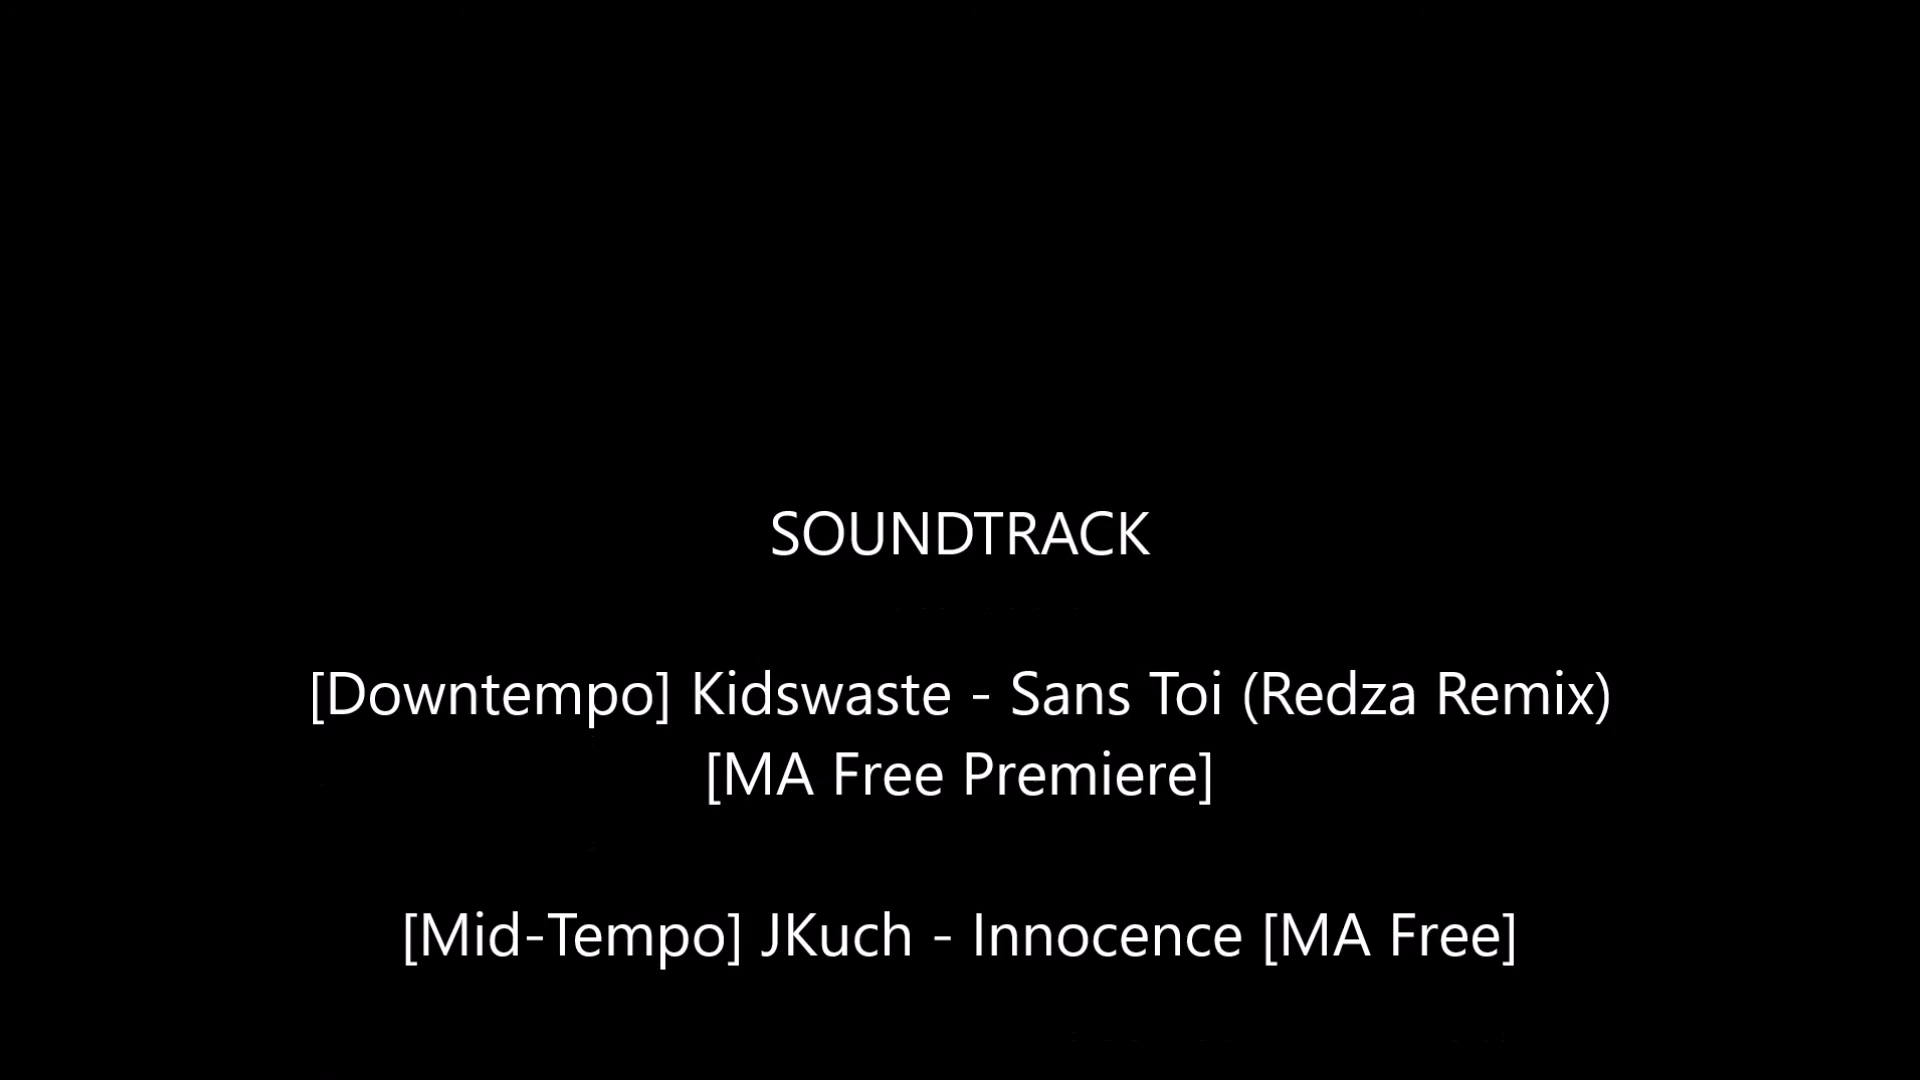 SOUNDTRACK
[Downtempo] Kidswaste - Sans Toi (Redza Remix)
[MA Free Premiere]
[Mid-Tempo] JKuch - Innocence [MA Free]